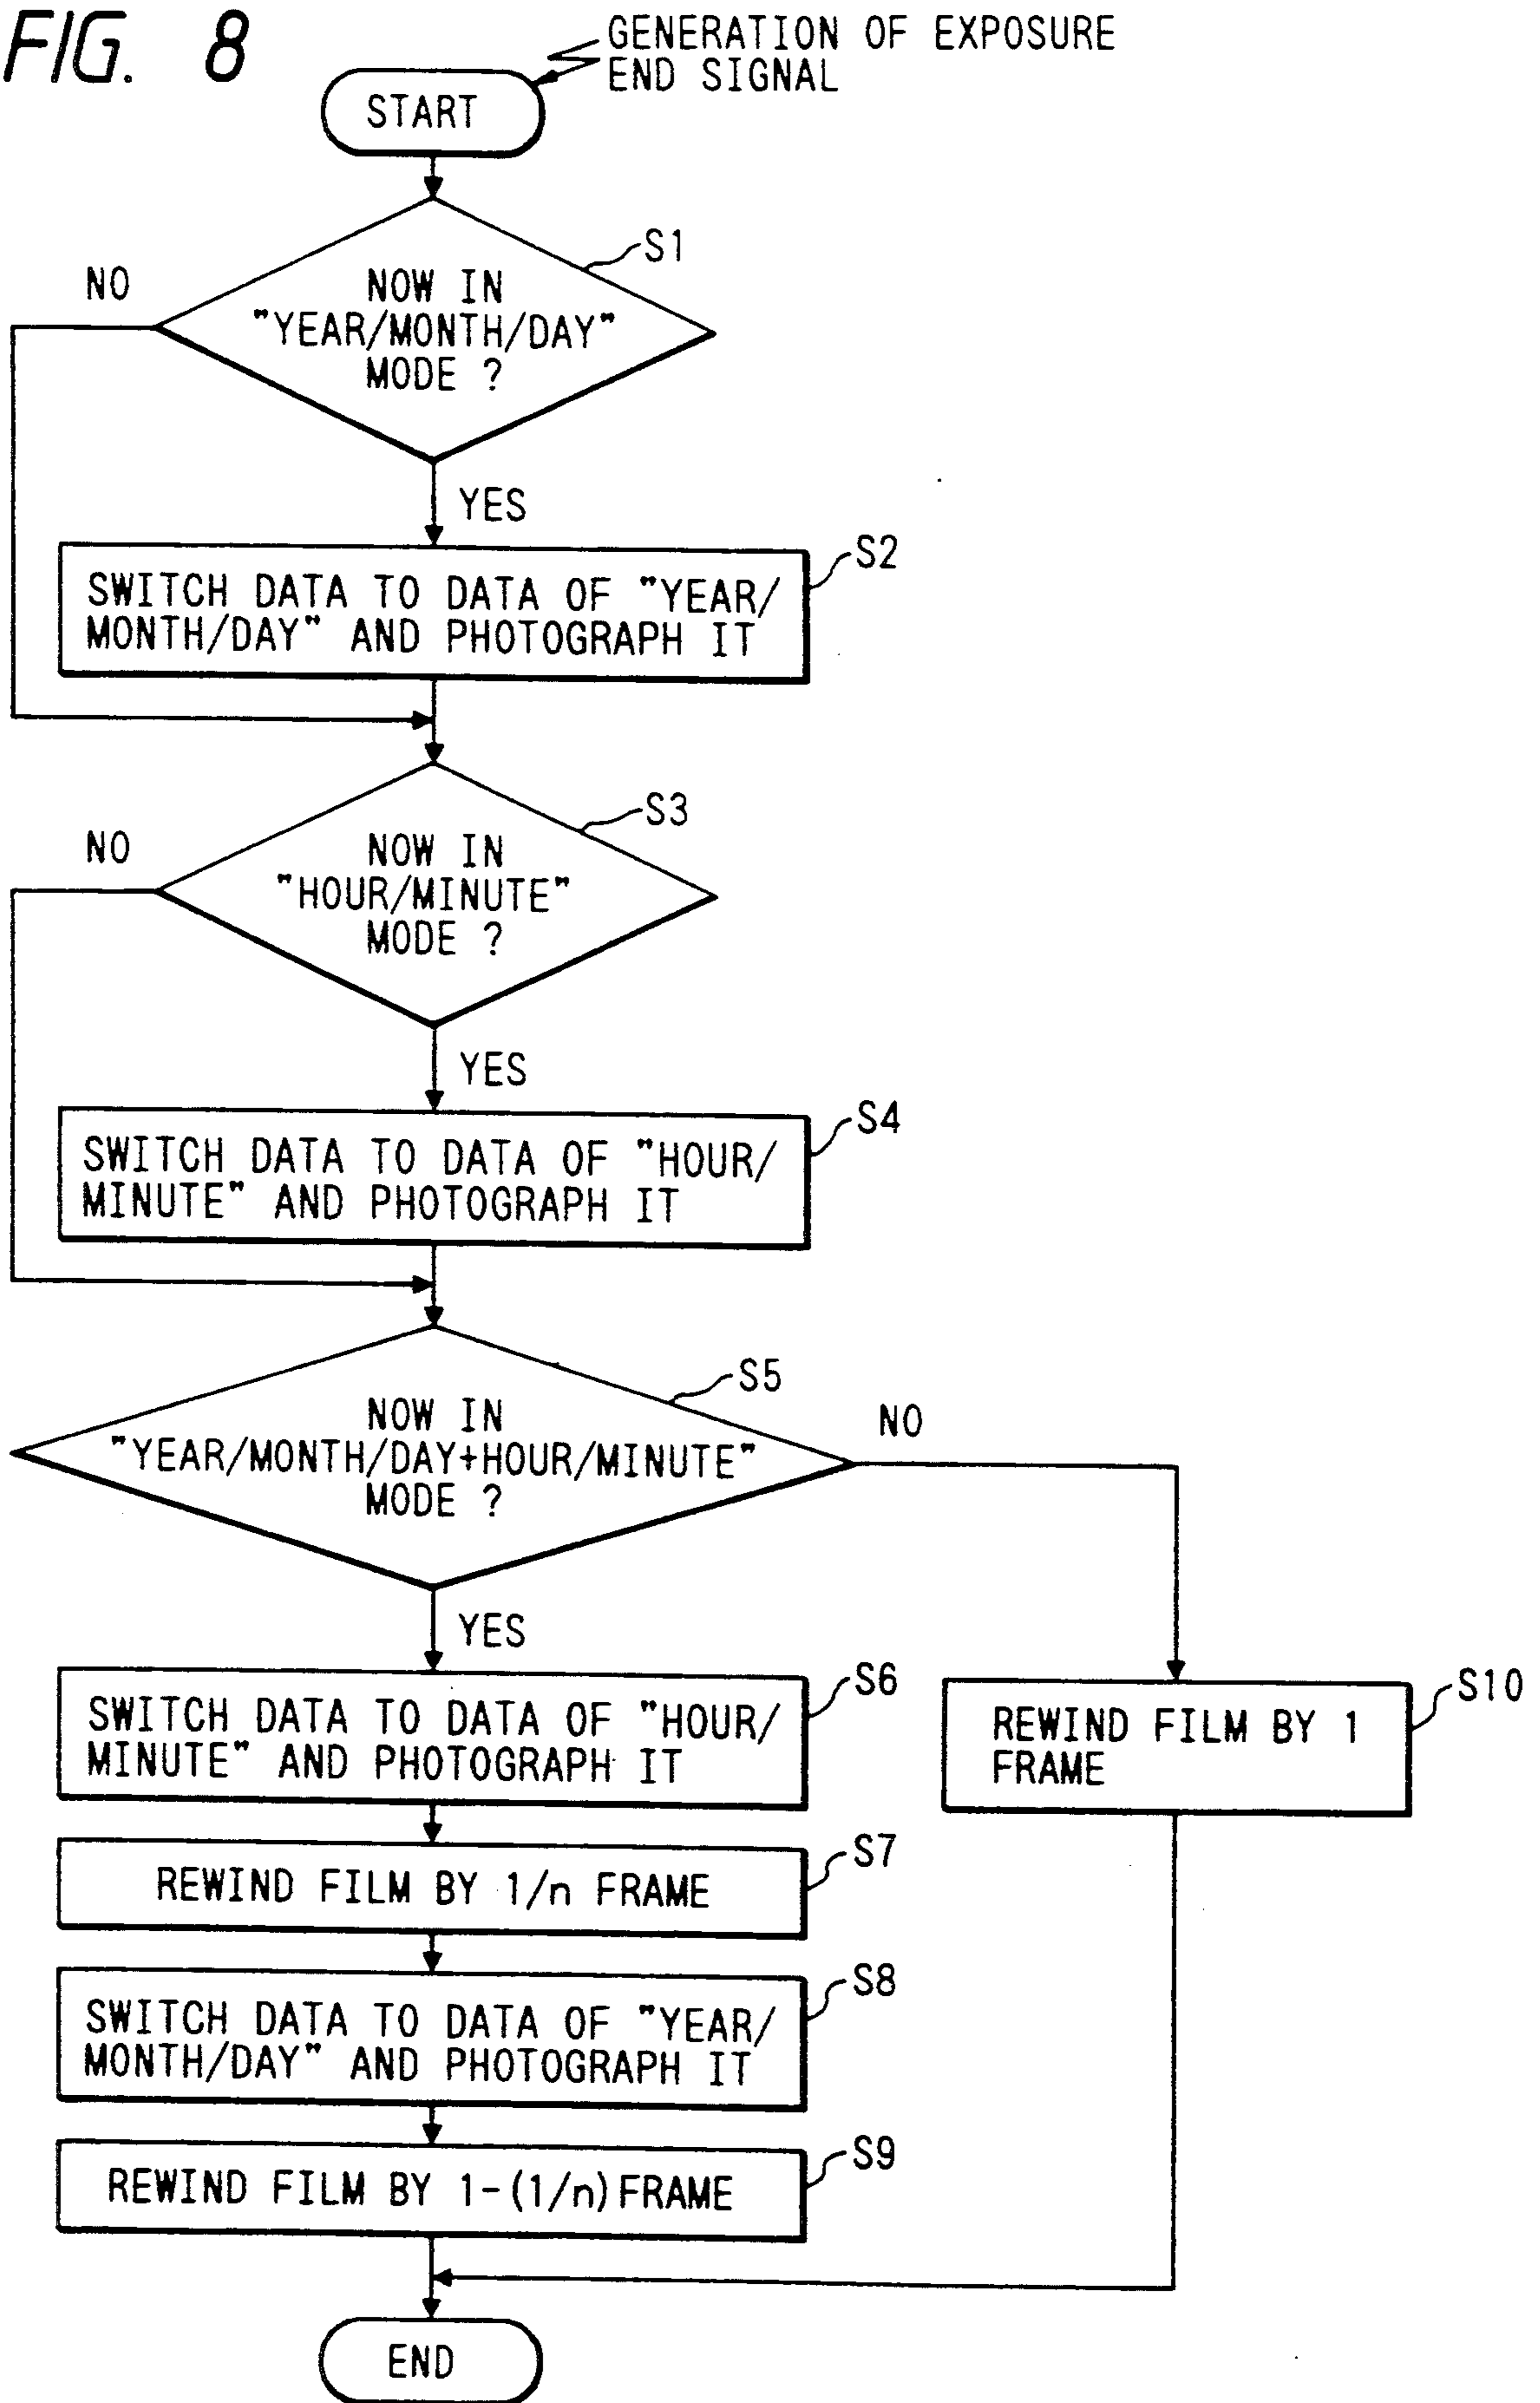 FIG. 8
GENERATION OF EXPOSURE
END SIGNAL
START
S1
NO
NOW IN
"YEAR/MONTH/DAY"
MODE ?
YES
S2
SWITCH DATA TO DATA OF "YEAR/
MONTH/DAY" AND PHOTOGRAPH IT
S3
NO
NOW IN
"HOUR/MINUTE"
MODE ?
YES
S4
SWITCH DATA TO DATA OF "HOUR/
MINUTE" AND PHOTOGRAPH IT
S5
NO
NOW IN
"YEAR/MONTH/DAY+HOUR/MINUTE"
MODE ?
YES
S6
SWITCH DATA TO DATA OF "HOUR/
MINUTE" AND PHOTOGRAPH IT
S10
REWIND FILM BY 1
FRAME
S7
REWIND FILM BY 1/n FRAME
S8
SWITCH DATA TO DATA OF "YEAR/
MONTH/DAY" AND PHOTOGRAPH IT
S9
REWIND FILM BY 1-(1/n)FRAME
END